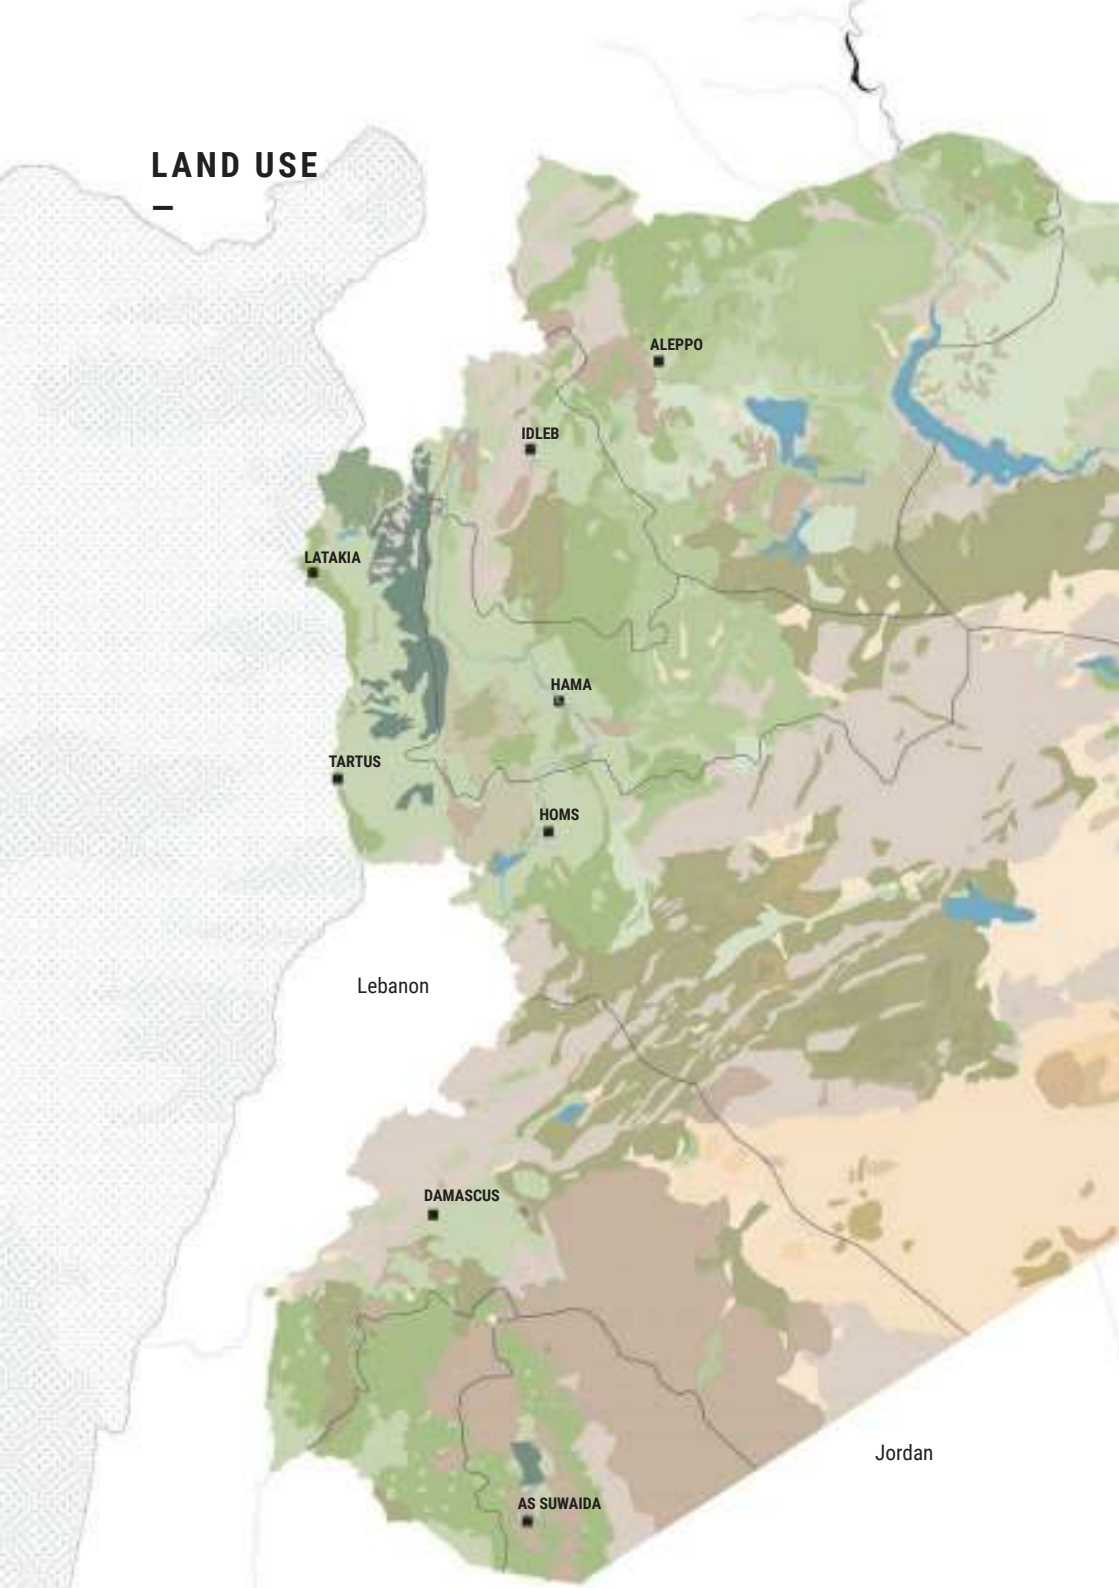 LAND USE
ALEPPO
IDLEB
LATAKIA
HAMA
TARTUS
HOMS
Lebanon
DAMASCUS
Jordan
AS SUWAIDA